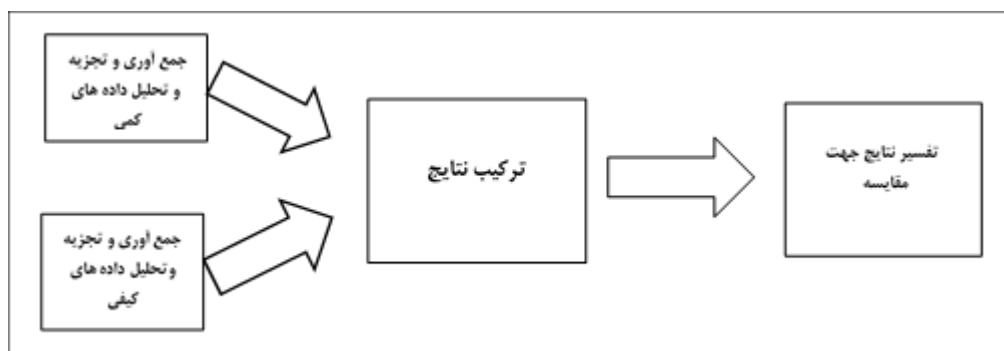 جمع آوری و تجزیه
و تحلیل داده های
کمی
جمع آوری و تجزیه
و تحلیل داده های
کیفی
ترکیب نتایج
تفسیر نتایج جهت
مقایسه